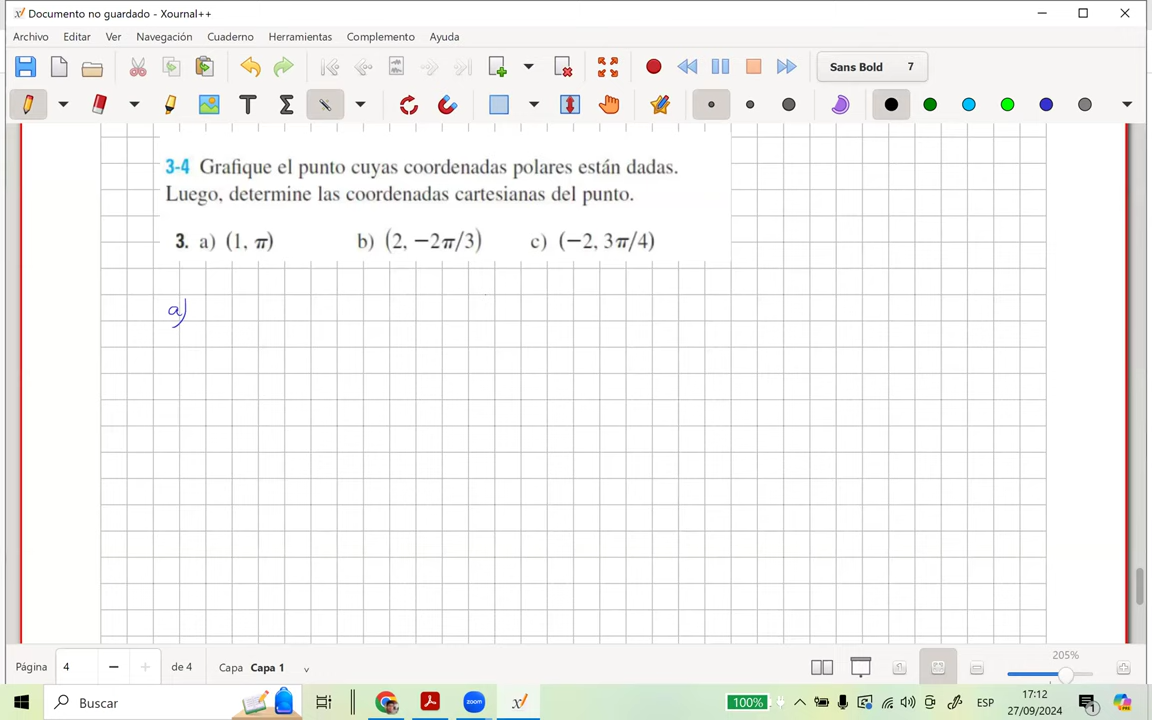 Documento no guardado - Xournal++
Archivo Editar Ver Navegación Cuaderno Herramientas Complemento Ayuda
Sans Bold 7
3-4 Grafique el punto cuyas coordenadas polares están dadas.
Luego, determine las coordenadas cartesianas del punto.
3. a) (1, π) b) (2, −2π/3) c) (−2, 3π/4)
a)
205%
Página 4 de 4 Capa Capa 1
Buscar
100%
ESP
17:12
27/09/2024
1
zoom